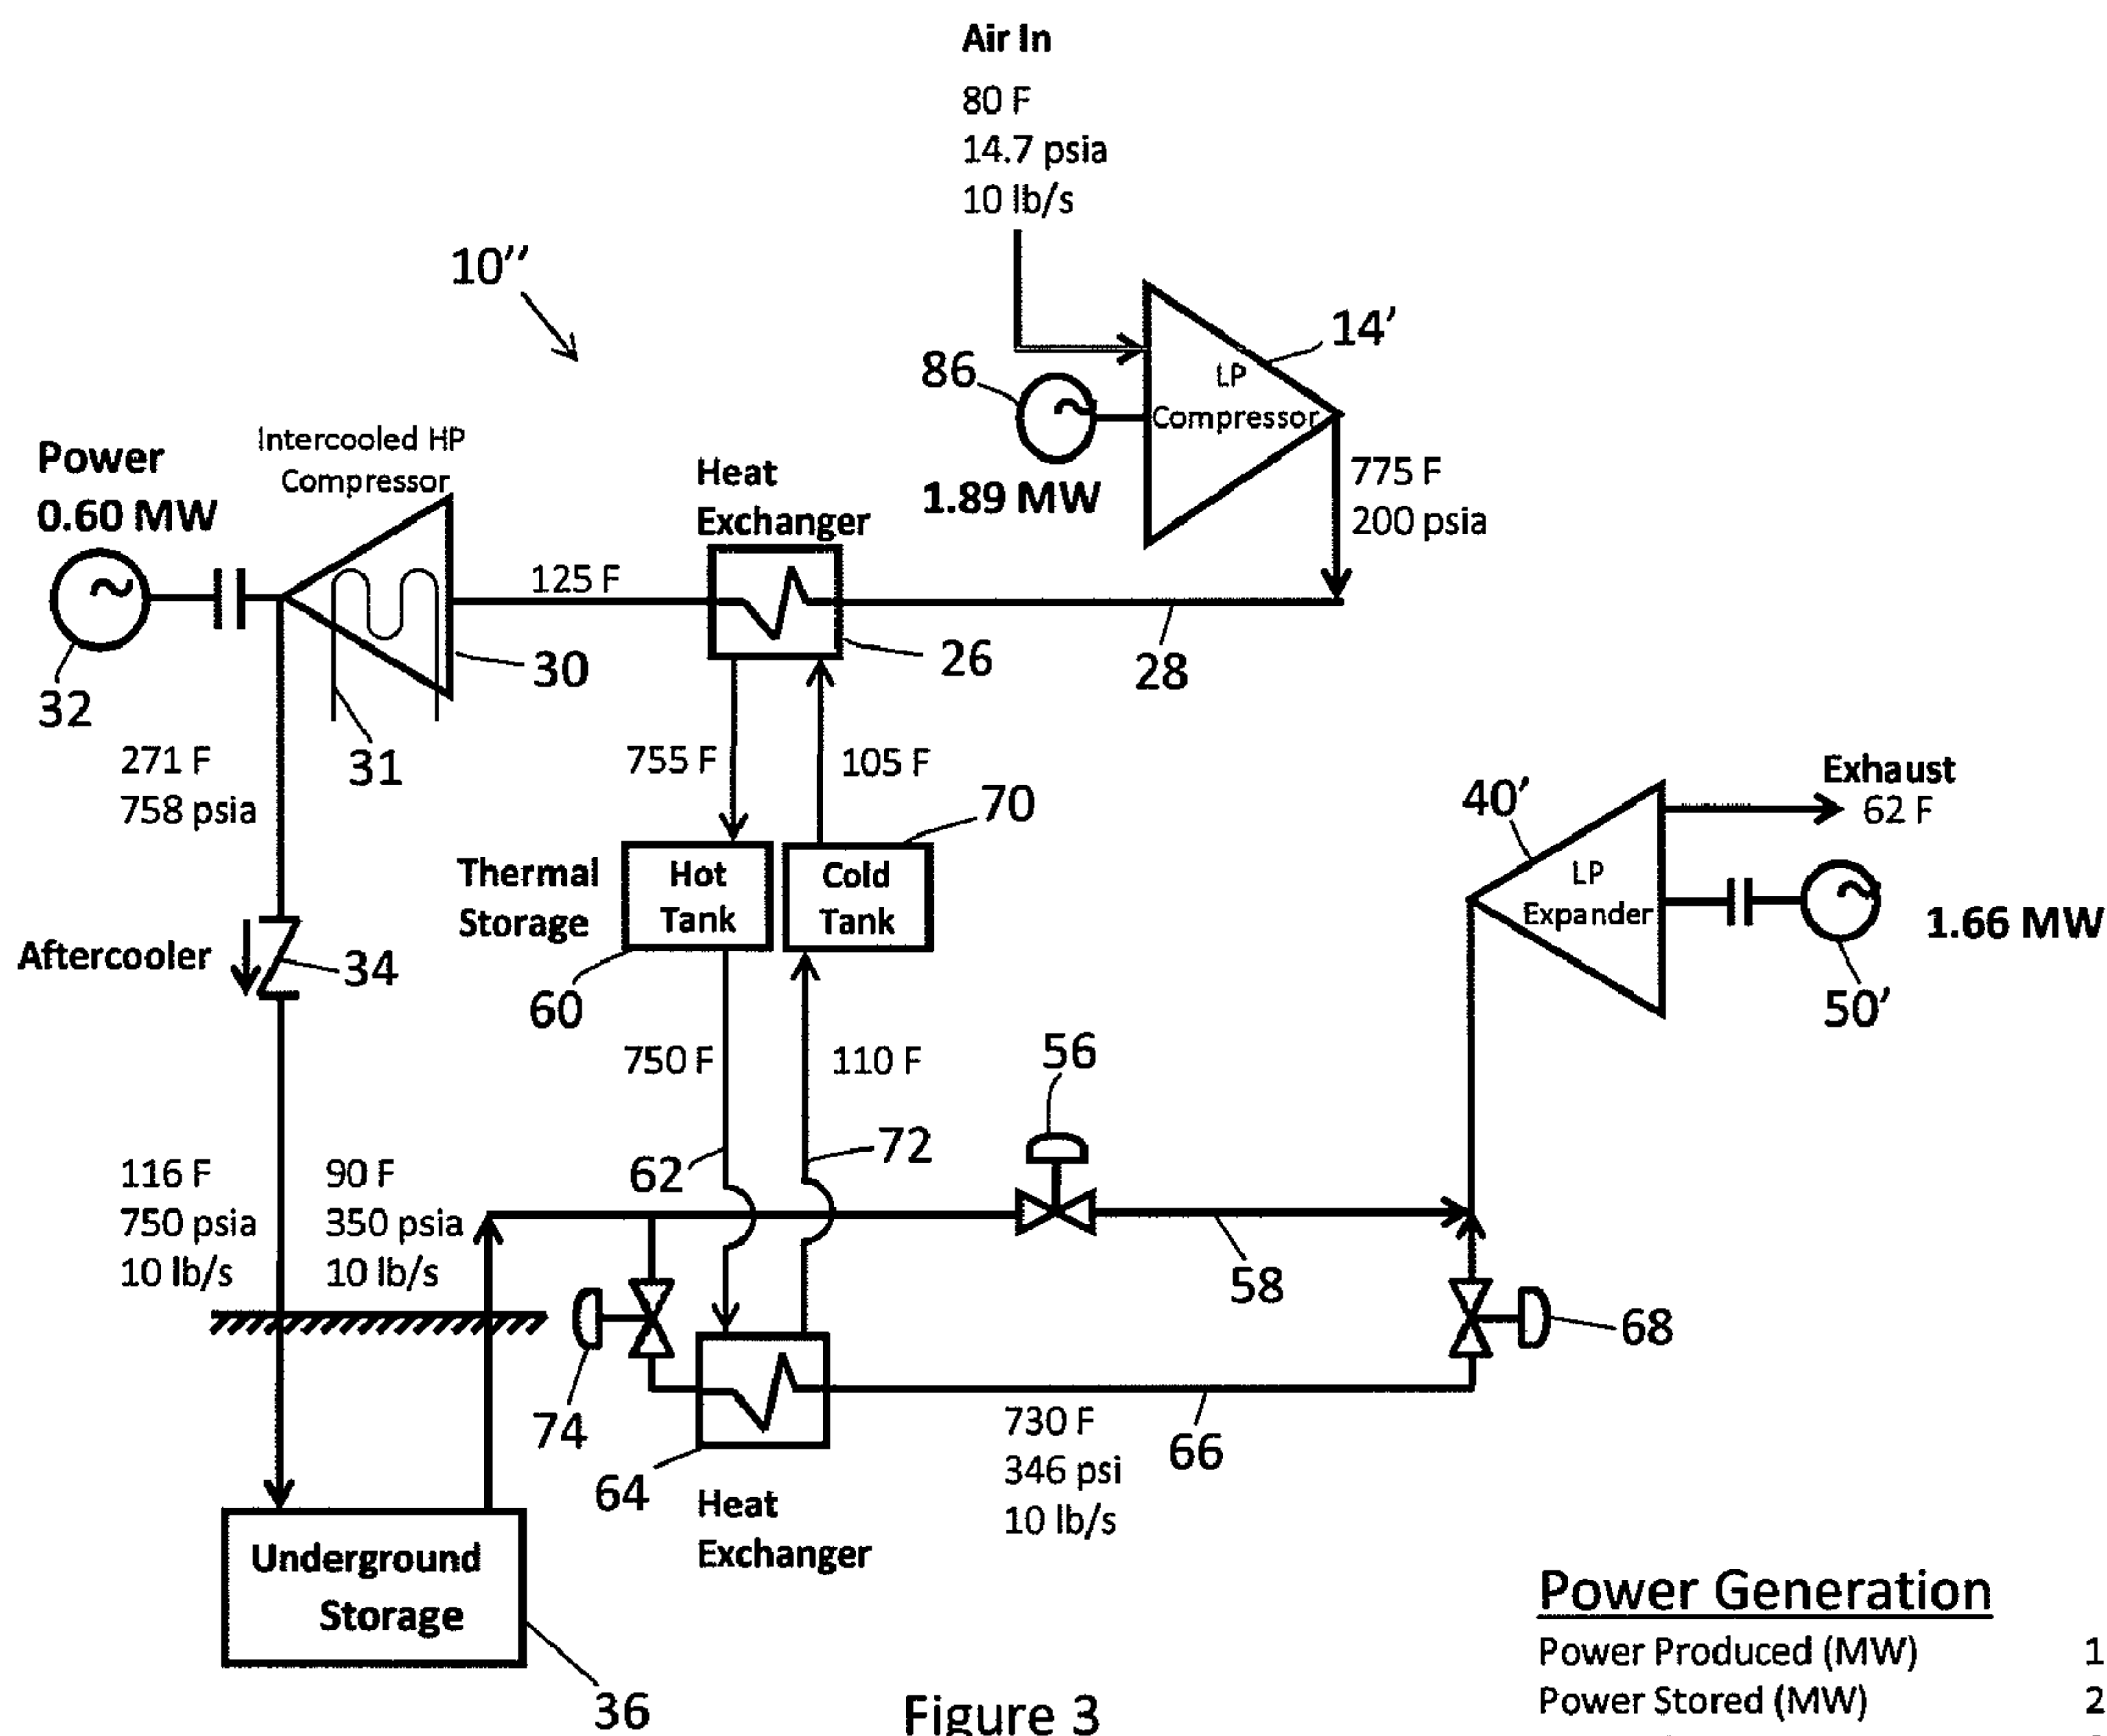 Air In
80 F
14.7 psia
10 lb/s
10’’
14’
LP
Compressor
86
1.89 MW
775 F
200 psia
Power
0.60 MW
Intercooled HP
Compressor
Heat
Exchanger
125 F
26
28
30
32
31
271 F
758 psia
755 F
105 F
70
Thermal
Storage
Hot
Tank
Cold
Tank
60
Aftercooler
34
40’
LP
Expander
Exhaust
62 F
1.66 MW
50’
750 F
110 F
56
62
72
116 F
750 psia
10 lb/s
90 F
350 psia
10 lb/s
58
68
74
64
Heat
Exchanger
730 F
346 psi
10 lb/s
66
Underground
Storage
36
Figure 3
Power Generation
Power Produced (MW) 1
Power Stored (MW) 2